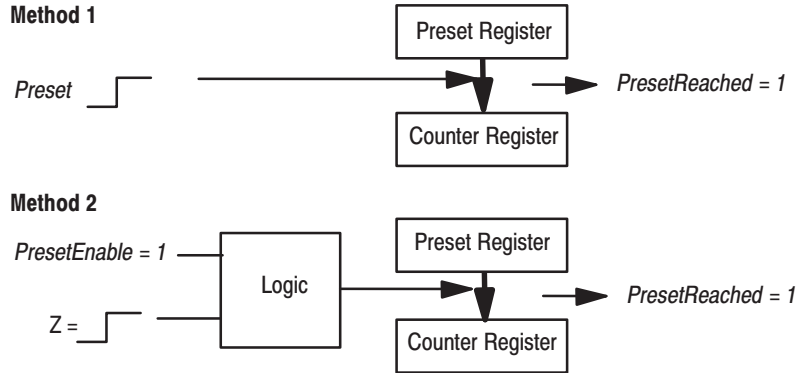 Method 1
Preset Register
Preset
PresetReached = 1
Counter Register
Method 2
PresetEnable = 1
Preset Register
Logic
PresetReached = 1
Z =
Counter Register